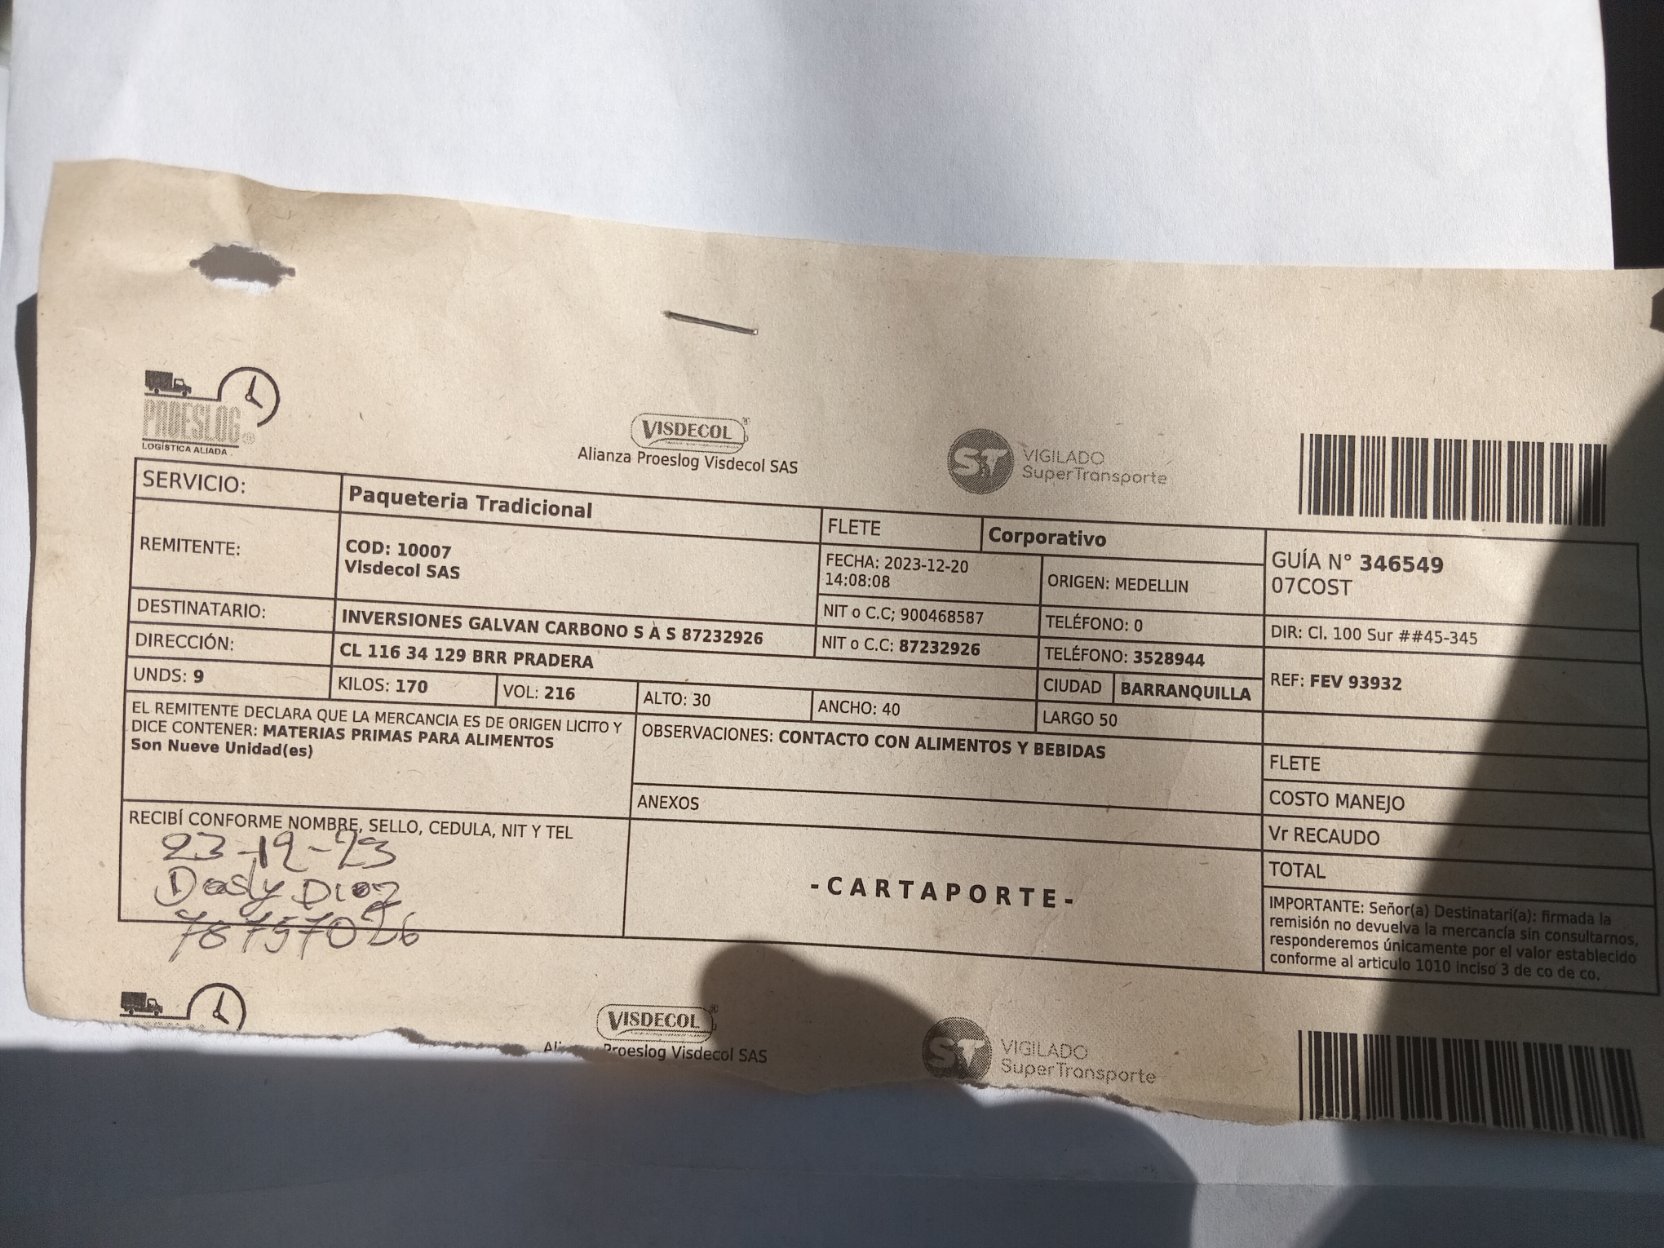 PROESLOG
LOGÍSTICA ALIADA
VISDECOL
Alianza Proeslog Visdecol SAS
ST VIGILADO
SuperTransporte
SERVICIO: Paqueteria Tradicional
FLETE Corporativo
REMITENTE: COD: 10007
Visdecol SAS
FECHA: 2023-12-20
14:08:08
ORIGEN: MEDELLIN
GUÍA N° 346549
07COST
NIT o C.C; 900468587
TELÉFONO: 0
DIR: Cl. 100 Sur ##45-345
DESTINATARIO: INVERSIONES GALVAN CARBONO S A S 87232926
NIT o C.C: 87232926
TELÉFONO: 3528944
DIRECCIÓN: CL 116 34 129 BRR PRADERA
CIUDAD BARRANQUILLA
REF: FEV 93932
UNDS: 9 KILOS: 170 VOL: 216 ALTO: 30 ANCHO: 40 LARGO 50
EL REMITENTE DECLARA QUE LA MERCANCIA ES DE ORIGEN LICITO Y
DICE CONTENER: MATERIAS PRIMAS PARA ALIMENTOS
Son Nueve Unidad(es)
OBSERVACIONES: CONTACTO CON ALIMENTOS Y BEBIDAS
ANEXOS
FLETE
COSTO MANEJO
Vr RECAUDO
TOTAL
RECIBÍ CONFORME NOMBRE, SELLO, CEDULA, NIT Y TEL
23-12-23
78757026
-CARTAPORTE-
IMPORTANTE: Señor(a) Destinatari(a): firmada la
remisión no devuelva la mercancía sin consultarnos,
responderemos únicamente por el valor establecido
conforme al articulo 1010 inciso 3 de co de co.
VISDECOL
Proeslog Visdecol SAS
ST VIGILADO
SuperTransporte